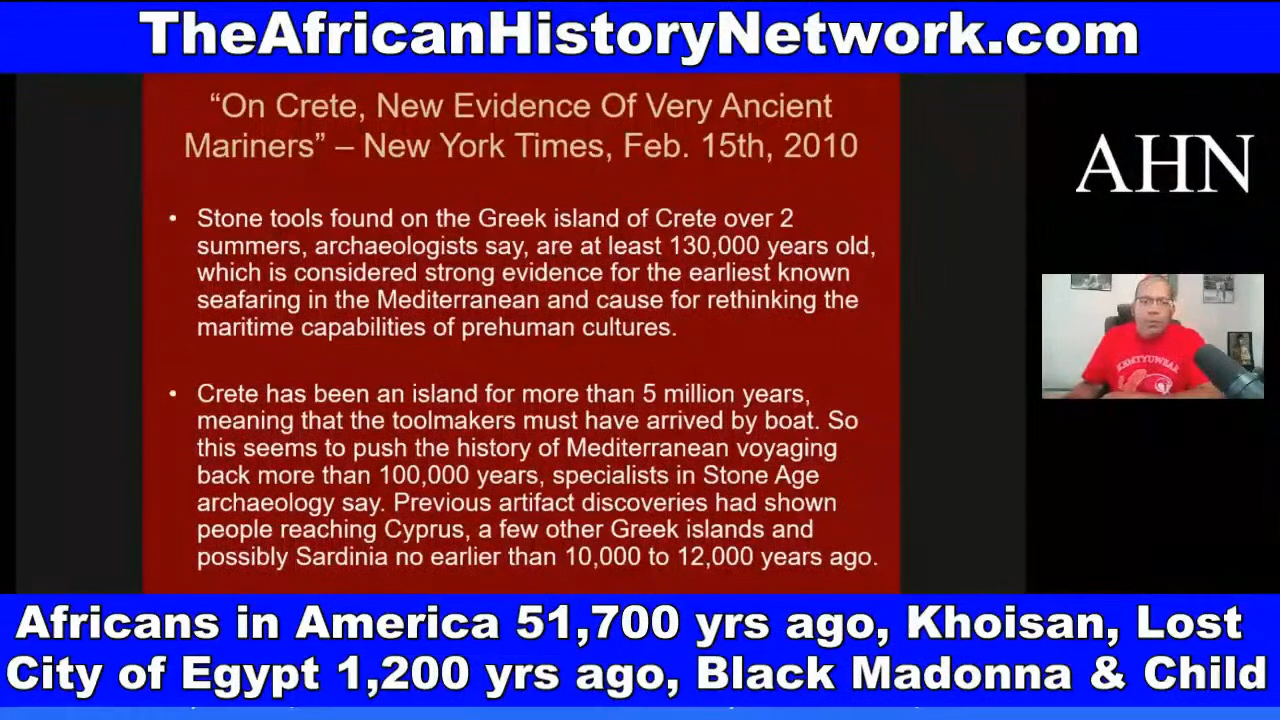 TheAfricanHistoryNetwork.com
“On Crete, New Evidence Of Very Ancient
Mariners” – New York Times, Feb. 15th, 2010
AHN
• Stone tools found on the Greek island of Crete over 2
summers, archaeologists say, are at least 130,000 years old,
which is considered strong evidence for the earliest known
seafaring in the Mediterranean and cause for rethinking the
maritime capabilities of prehuman cultures.
• Crete has been an island for more than 5 million years,
meaning that the toolmakers must have arrived by boat. So
this seems to push the history of Mediterranean voyaging
back more than 100,000 years, specialists in Stone Age
archaeology say. Previous artifact discoveries had shown
people reaching Cyprus, a few other Greek islands and
possibly Sardinia no earlier than 10,000 to 12,000 years ago.
Africans in America 51,700 yrs ago, Khoisan, Lost
City of Egypt 1,200 yrs ago, Black Madonna & Child